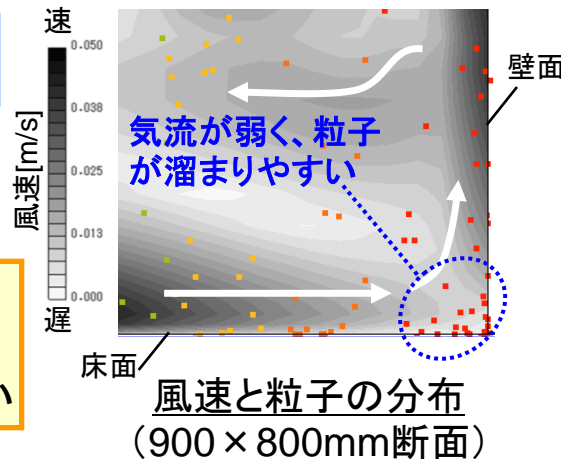 速
0.050
0.038
0.025
0.013
0.000
遅
風速[m/s]
壁面
気流が弱く、粒子
が溜まりやすい
床面
い
風速と粒子の分布
（900×800mm断面）